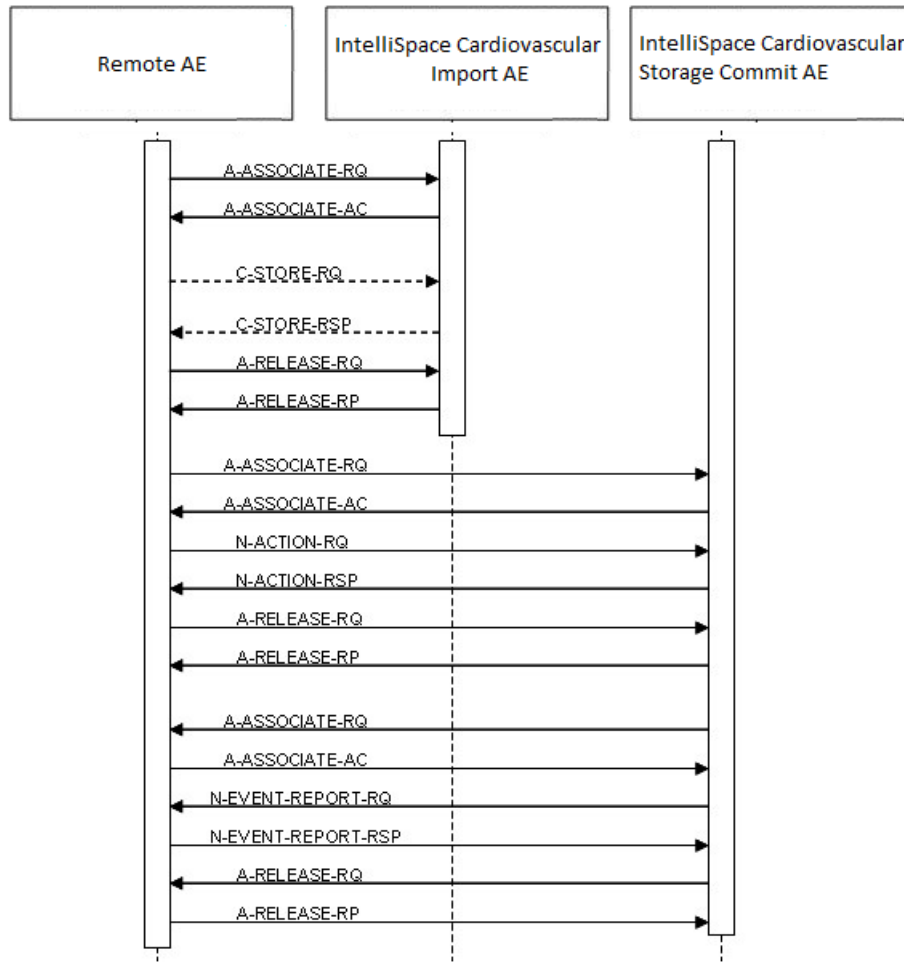 Remote AE
IntelliSpace Cardiovascular
Import AE
IntelliSpace Cardiovascular
Storage Commit AE
A-ASSOCIATE-RQ
A-ASSOCIATE-AC
C-STORE-RQ
C-STORE-RSP
A-RELEASE-RQ
A-RELEASE-RP
A-ASSOCIATE-RQ
A-ASSOCIATE-AC
N-ACTION-RQ
N-ACTION-RSP
A-RELEASE-RQ
A-RELEASE-RP
A-ASSOCIATE-RQ
A-ASSOCIATE-AC
N-EVENT-REPORT-RQ
N-EVENT-REPORT-RSP
A-RELEASE-RQ
A-RELEASE-RP